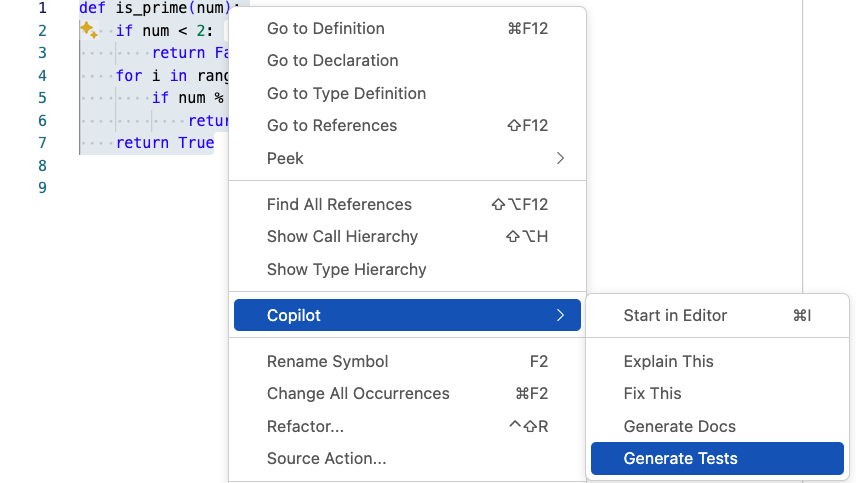 1 def is_prime(num):
2 if num < 2:
3 return
4 for i in
5 if num %
6
7 return True
8
9
Go to Definition ⌘F12
Go to Declaration
Go to Type Definition
Go to References ⇧F12
Peek
Find All References ⇧⌥F12
Show Call Hierarchy ⇧⌥H
Show Type Hierarchy
Copilot
Start in Editor ⌘I
Rename Symbol F2
Explain This
Change All Occurrences ⌘F2
Fix This
Refactor... ^⇧R
Generate Docs
Source Action...
Generate Tests